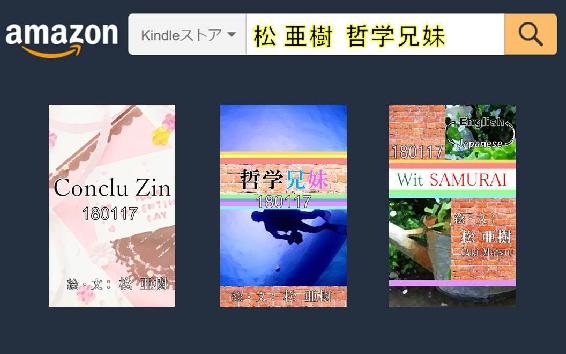 amazon
Kindleストア
松 亜樹 哲学兄妹
Conclu Zin
180117
絵・文：松 亜樹
哲学兄妹
180117
絵・文：松 亜樹
English
Japanese
180117
Wit SAMURAI
絵・文：
松 亜樹
Aki Matsu